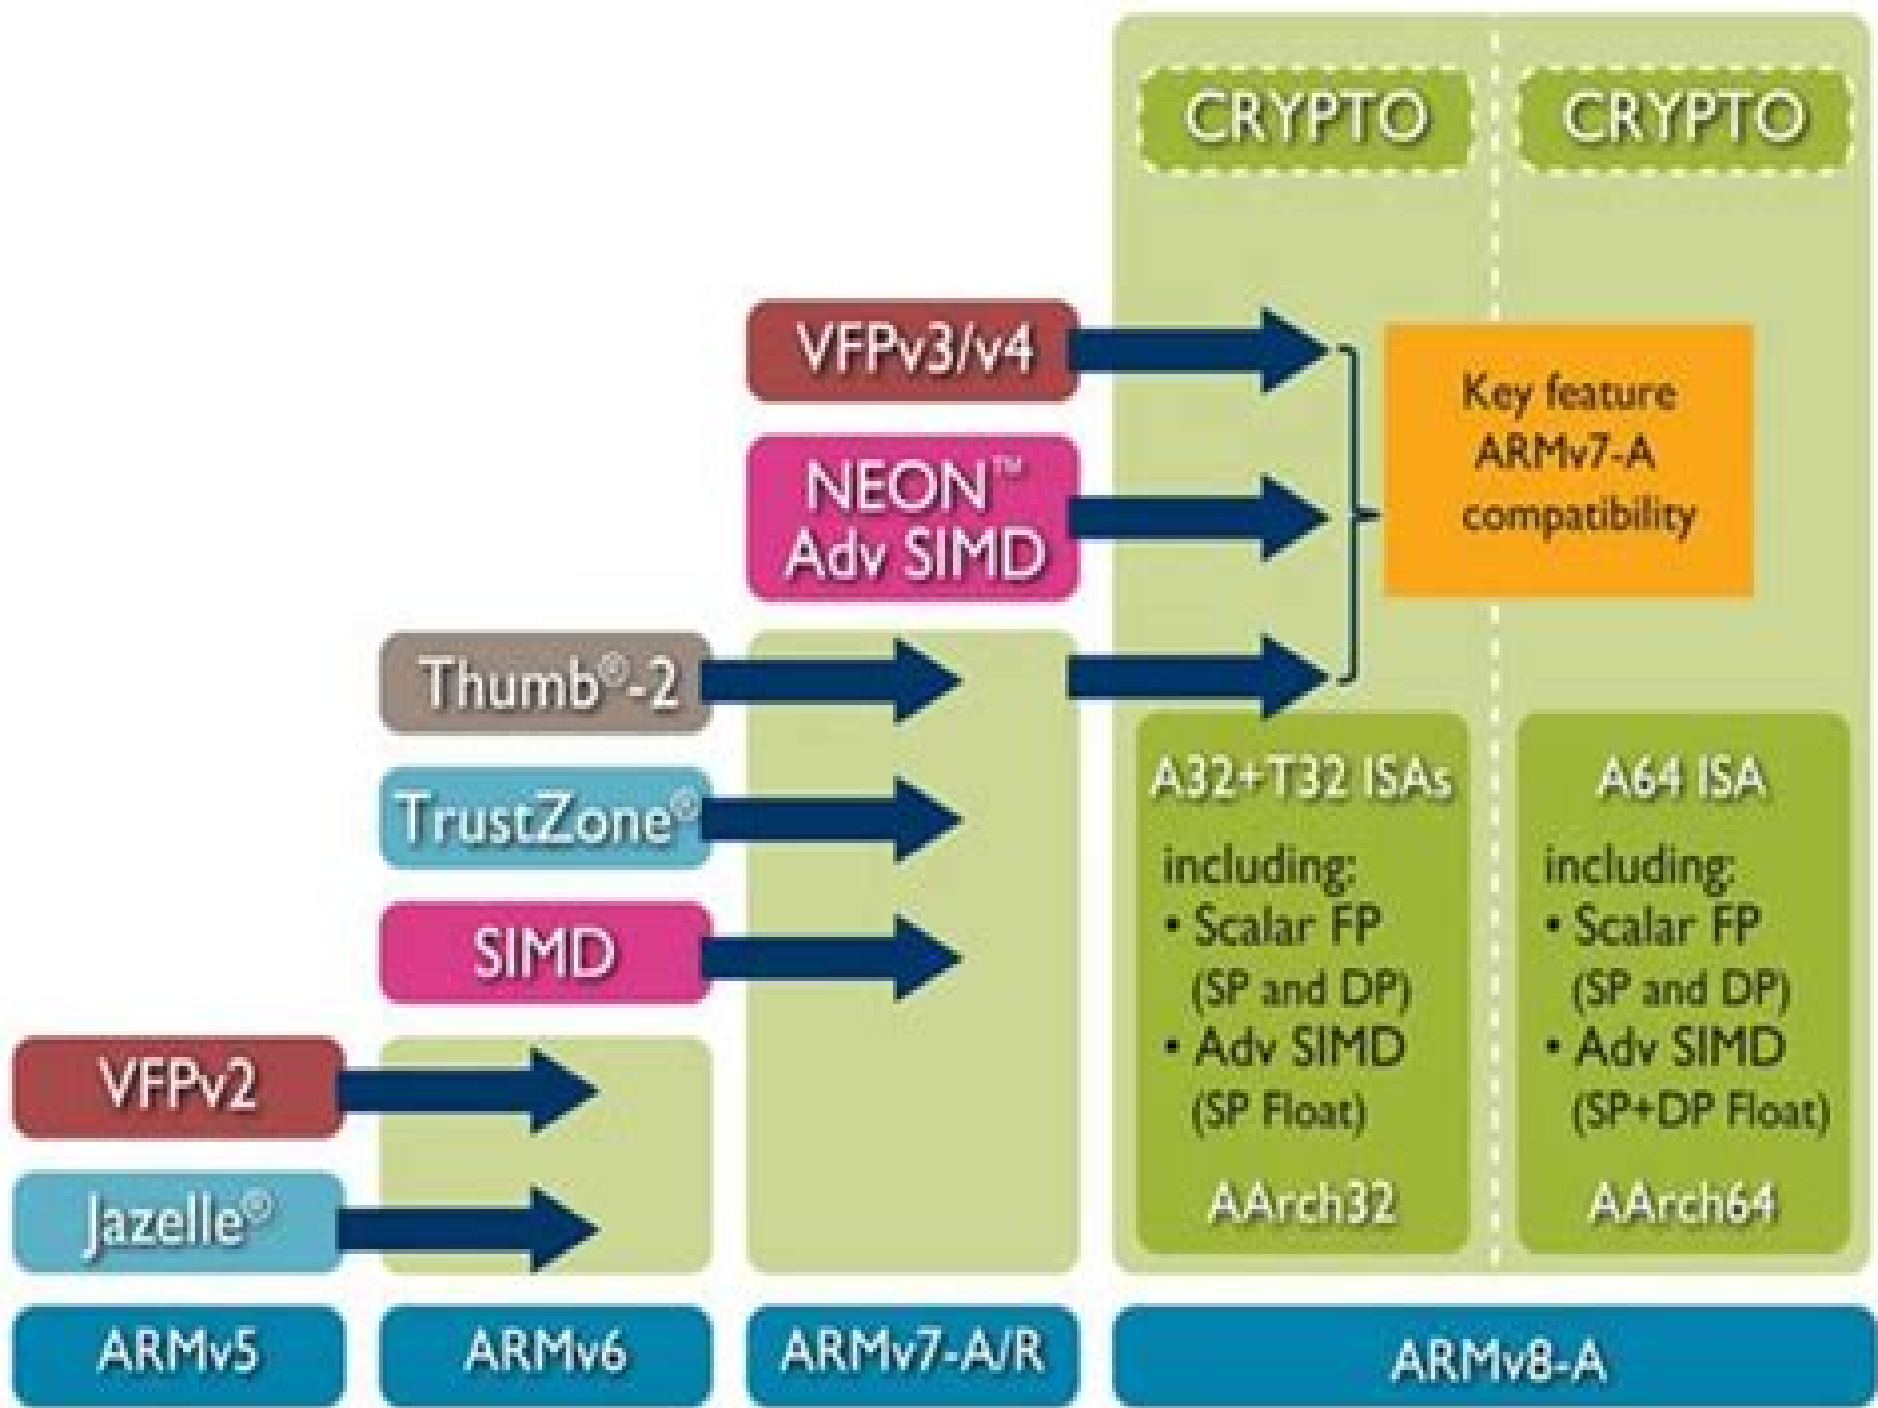 CRYPTO
CRYPTO
VFPv3/v4
Key feature
ARMv7-A
compatibility
NEON™
Adv SIMD
Thumb®-2
TrustZone®
SIMD
VFPv2
Jazelle®
A32+T32 ISAs
including:
• Scalar FP
(SP and DP)
• Adv SIMD
(SP Float)
AArch32
A64 ISA
including:
• Scalar FP
(SP and DP)
• Adv SIMD
(SP+DP Float)
AArch64
ARMv5
ARMv6
ARMv7-A/R
ARMv8-A